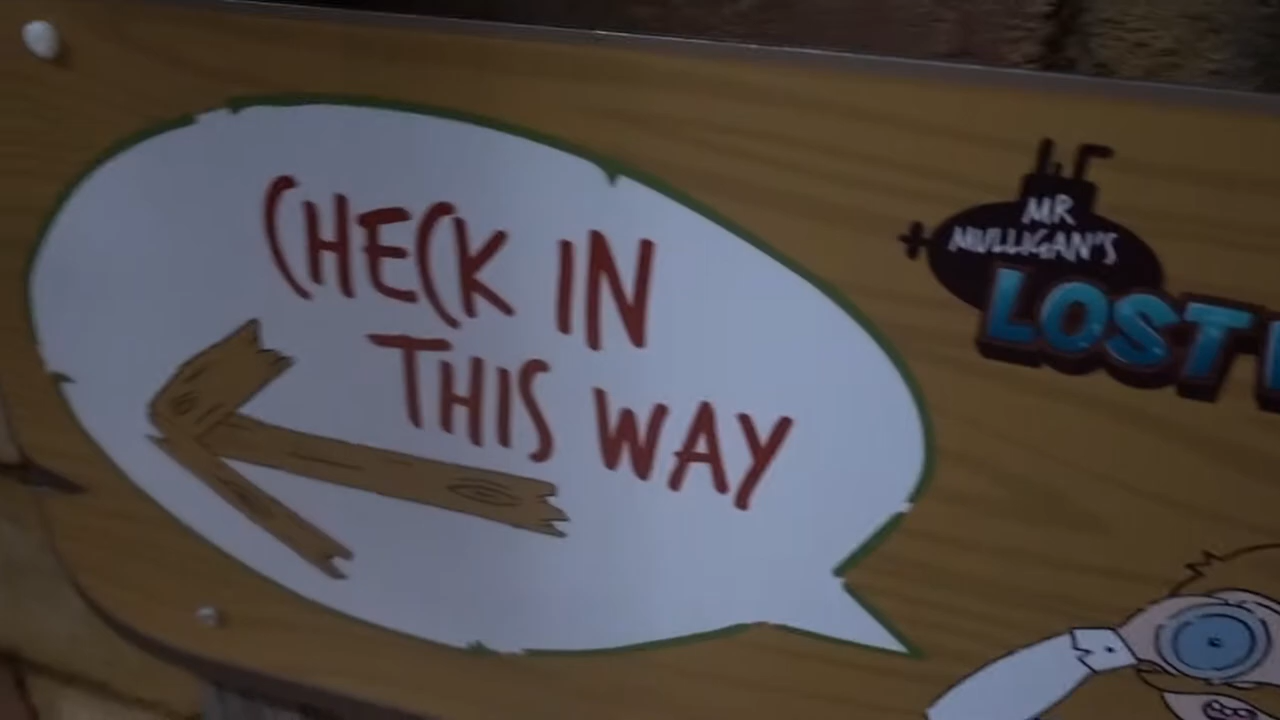 CHECK IN
THIS WAY
MR
MULLIGAN'S
LOST